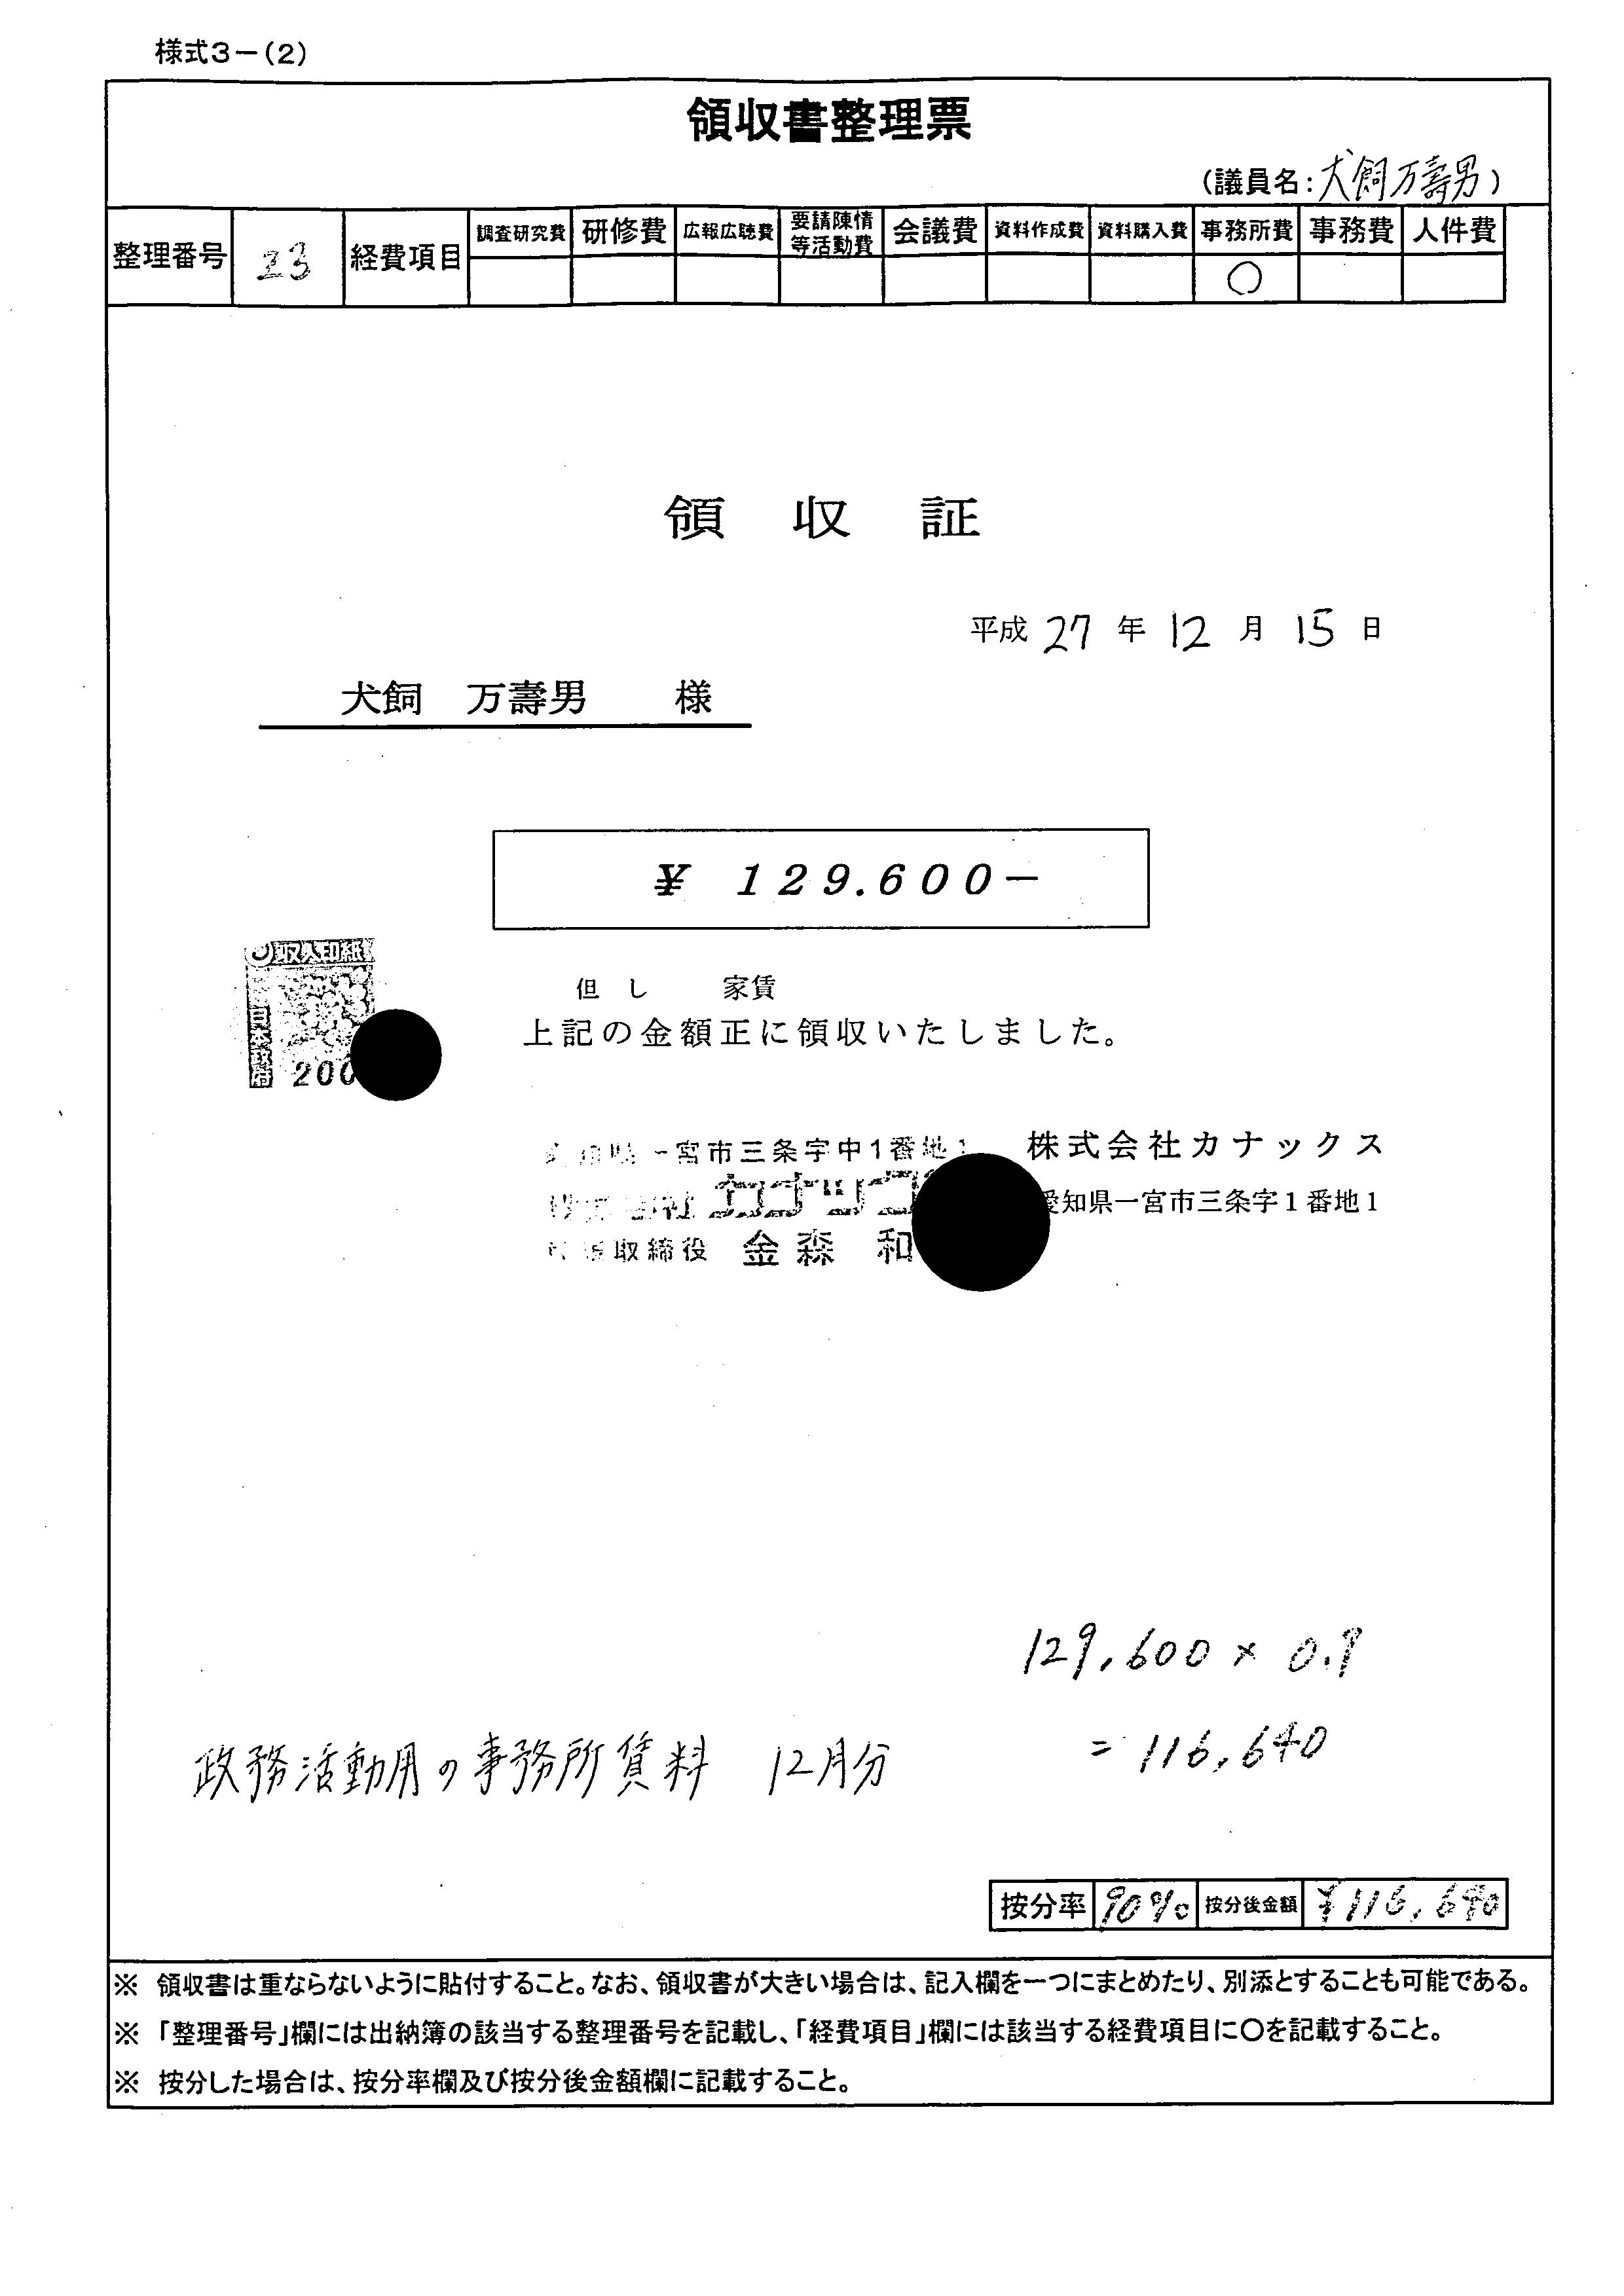 様式3－(2)
領収書整理票
(議員名：犬飼万壽男)
整理番号 23 経費項目 調査研究費 研修費 広報広聴費 要請陳情等活動費 会議費 資料作成費 資料購入費 事務所費 事務費 人件費
○
領 収 証
平成 27 年 12 月 15 日
犬飼 万壽男 様
¥ 129.600－
収入印紙
日本政府
200
但し 家賃
上記の金額正に領収いたしました。
一宮市三条字中1番地1
株式会社カナックス
カナック
愛知県一宮市三条字1番地1
取締役 金森 和
129,600 × 0.9
= 116,640
政務活動用の事務所賃料 12月分
按分率 90% 按分後金額 ¥116,640
※ 領収書は重ならないように貼付すること。なお、領収書が大きい場合は、記入欄を一つにまとめたり、別添とすることも可能である。
※ 「整理番号」欄には出納簿の該当する整理番号を記載し、「経費項目」欄には該当する経費項目に○を記載すること。
※ 按分した場合は、按分率欄及び按分後金額欄に記載すること。